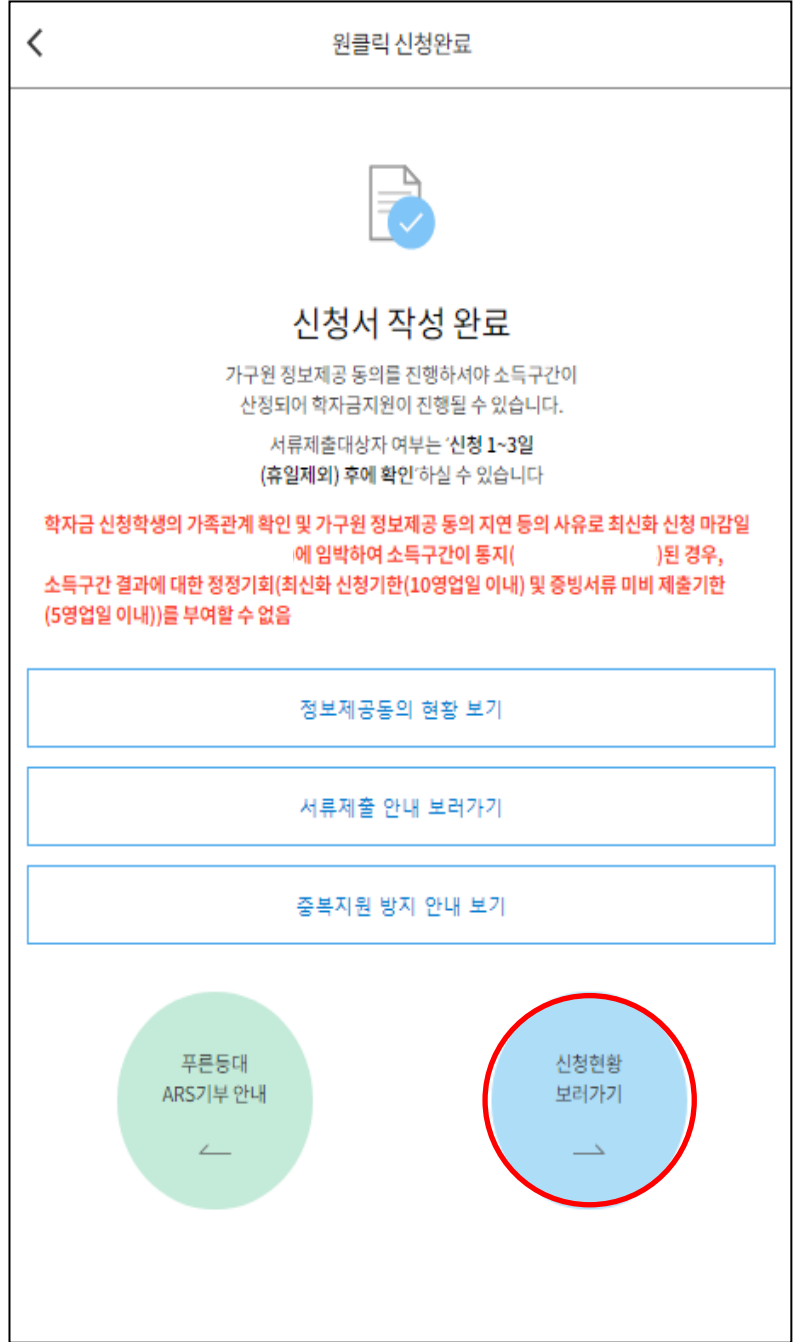 원클릭 신청완료
신청서 작성 완료
가구원 정보제공 동의를 진행하셔야 소득구간이
산정되어 학자금지원이 진행될 수 있습니다.
서류제출대상자 여부는 '신청 1~3일
(휴일제외) 후에 확인'하실 수 있습니다
학자금 신청학생의 가족관계 확인 및 가구원 정보제공 동의 지연 등의 사유로 최신화 신청 마감일
)에 임박하여 소득구간이 통지( )된 경우,
소득구간 결과에 대한 정정기회(최신화 신청기한(10영업일 이내) 및 증빙서류 미비 제출기한
(5영업일 이내))를 부여할 수 없음
정보제공동의 현황 보기
서류제출 안내 보러가기
중복지원 방지 안내 보기
푸른등대
ARS기부 안내
신청현황
보러가기